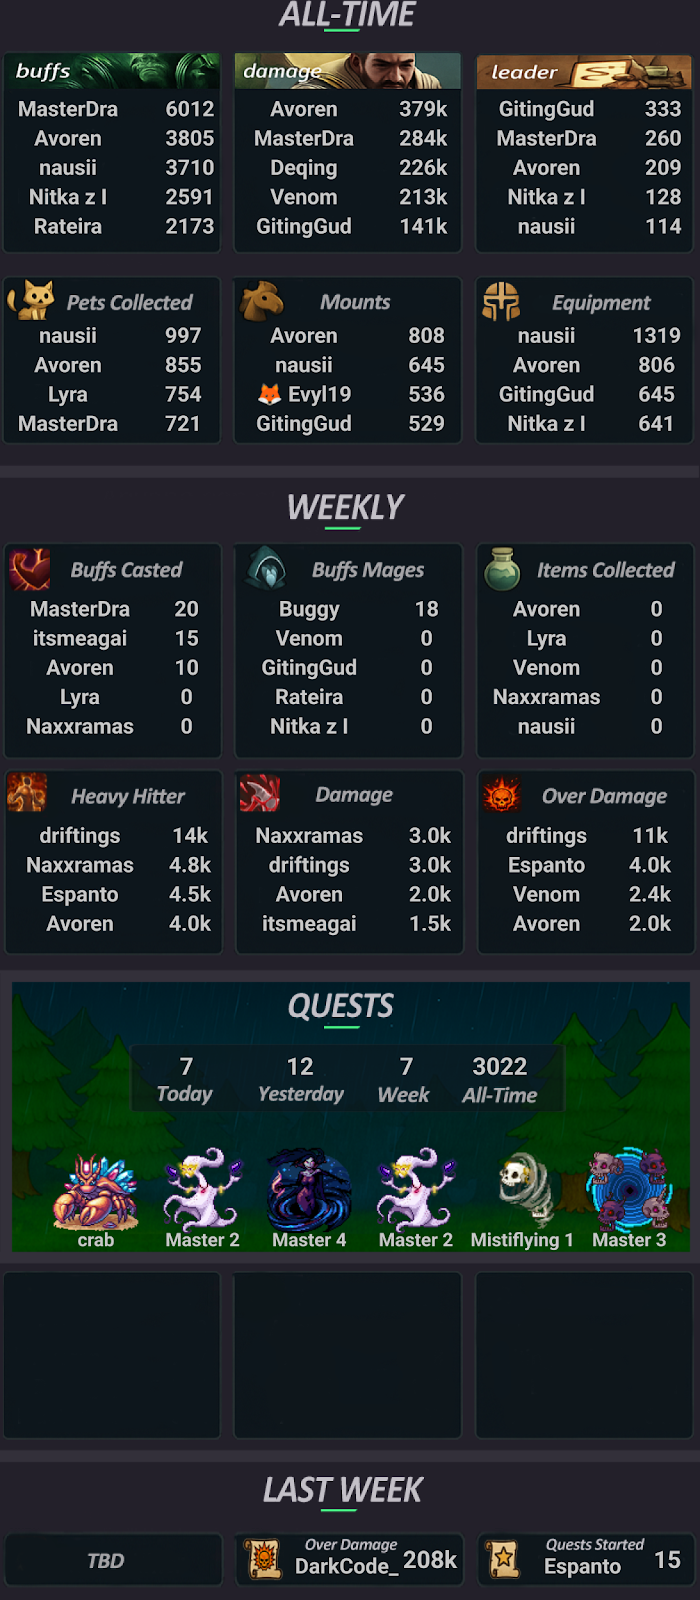 ALL-TIME
buffs
MasterDra 6012
Avoren 3805
nausii 3710
Nitka z I 2591
Rateira 2173
damage
Avoren 379k
MasterDra 284k
Deqing 226k
Venom 213k
GitingGud 141k
leader
GitingGud 333
MasterDra 260
Avoren 209
Nitka z I 128
nausii 114
Pets Collected
nausii 997
Avoren 855
Lyra 754
MasterDra 721
Mounts
Avoren 808
nausii 645
🦊 Evyl19 536
GitingGud 529
Equipment
nausii 1319
Avoren 806
GitingGud 645
Nitka z I 641
WEEKLY
Buffs Casted
MasterDra 20
itsmeagai 15
Avoren 10
Lyra 0
Naxxramas 0
Buffs Mages
Buggy 18
Venom 0
GitingGud 0
Rateira 0
Nitka z I 0
Items Collected
Avoren 0
Lyra 0
Venom 0
Naxxramas 0
nausii 0
Heavy Hitter
driftings 14k
Naxxramas 4.8k
Espanto 4.5k
Avoren 4.0k
Damage
Naxxramas 3.0k
driftings 3.0k
Avoren 2.0k
itsmeagai 1.5k
Over Damage
driftings 11k
Espanto 4.0k
Venom 2.4k
Avoren 2.0k
QUESTS
7 12 7 3022
Today Yesterday Week All-Time
crab Master 2 Master 4 Master 2 Mistiflying 1 Master 3
LAST WEEK
TBD
Over Damage
DarkCode_ 208k
Quests Started
Espanto 15